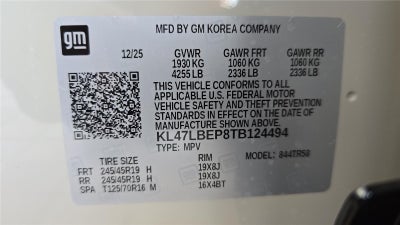 gm
MFD BY GM KOREA COMPANY
12/25 GVWR GAWR FRT GAWR RR
1930 KG 1060 KG 1060 KG
4255 LB 2336 LB 2336 LB
THIS VEHICLE CONFORMS TO ALL
APPLICABLE U.S. FEDERAL MOTOR
VEHICLE SAFETY AND THEFT PREVENTION
STANDARDS IN EFFECT ON THE DATE OF
MANUFACTURE SHOWN ABOVE.
KL47LBEP8TB124494
TYPE: MPV MODEL: 844TR58
TIRE SIZE RIM
FRT 245/45R19 H 19X8J
RR 245/45R19 H 19X8J
SPA T125/70R16 M 16X4BT